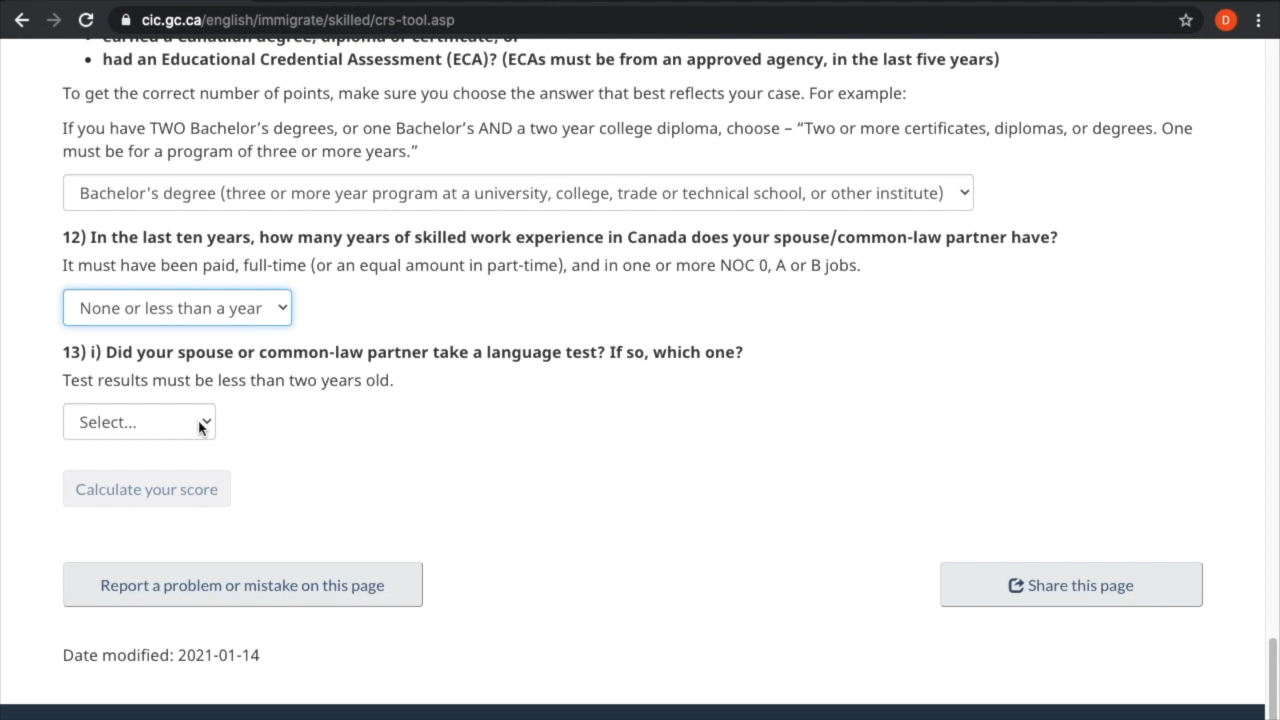 cic.gc.ca/english/immigrate/skilled/crs-tool.asp
D
earned a Canadian degree, diploma or certificate, or
• had an Educational Credential Assessment (ECA)? (ECAs must be from an approved agency, in the last five years)
To get the correct number of points, make sure you choose the answer that best reflects your case. For example:
If you have TWO Bachelor’s degrees, or one Bachelor’s AND a two year college diploma, choose – “Two or more certificates, diplomas, or degrees. One
must be for a program of three or more years.”
Bachelor's degree (three or more year program at a university, college, trade or technical school, or other institute)
12) In the last ten years, how many years of skilled work experience in Canada does your spouse/common-law partner have?
It must have been paid, full-time (or an equal amount in part-time), and in one or more NOC 0, A or B jobs.
None or less than a year
13) i) Did your spouse or common-law partner take a language test? If so, which one?
Test results must be less than two years old.
Select...
Calculate your score
Report a problem or mistake on this page
Share this page
Date modified: 2021-01-14